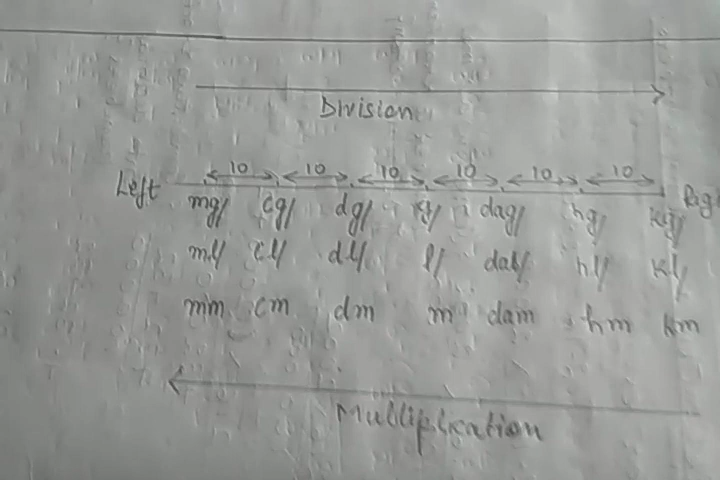 Division
10 10 10 10 10 10
Left Rig
mg/ cg/ dg/ dag/ hg/ kg/
ml/ cl/ dl/ l/ dal/ hl/ kl/
mm cm dm m dam hm km
Multiplication